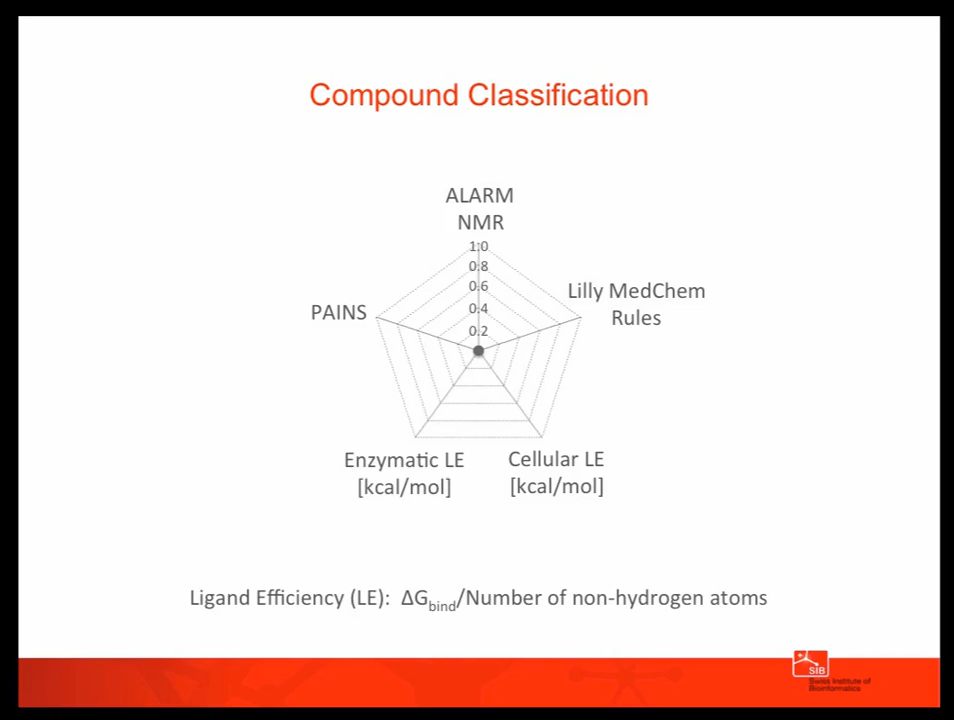 Compound Classification
ALARM
NMR
1.0
0.8
0.6
0.4
0.2
Lilly MedChem
Rules
PAINS
Enzymatic LE
[kcal/mol]
Cellular LE
[kcal/mol]
Ligand Efficiency (LE): ΔGbind/Number of non-hydrogen atoms
SIB
Swiss Institute of
Bioinformatics